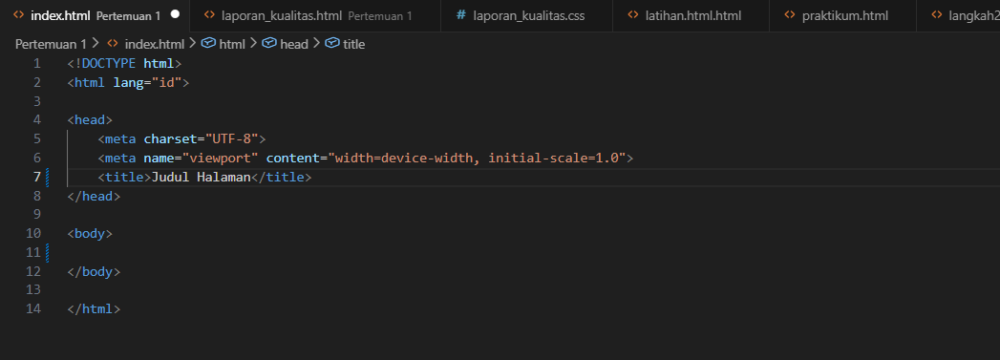 index.html Pertemuan 1 laporan_kualitas.html Pertemuan 1 laporan_kualitas.css latihan.html.html praktikum.html langkah2
Pertemuan 1 > index.html > html > head > title
1 <!DOCTYPE html>
2 <html lang="id">
3
4 <head>
5 <meta charset="UTF-8">
6 <meta name="viewport" content="width=device-width, initial-scale=1.0">
7 <title>Judul Halaman</title>
8 </head>
9
10 <body>
11
12 </body>
13
14 </html>